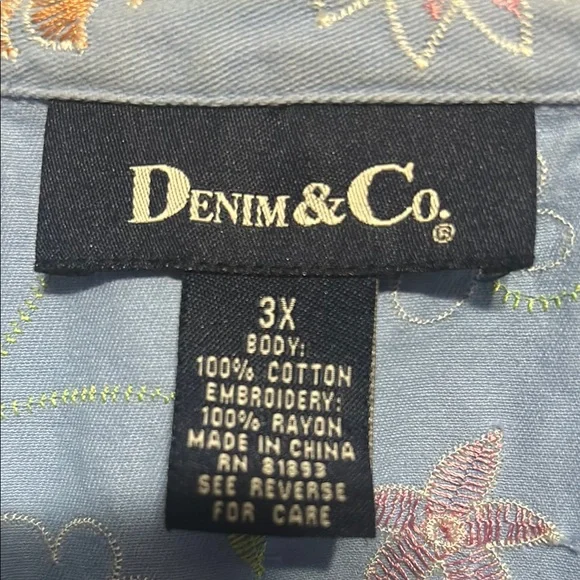 DENIM & CO.®
3X
BODY:
100% COTTON
EMBROIDERY:
100% RAYON
MADE IN CHINA
RN 81893
SEE REVERSE
FOR CARE